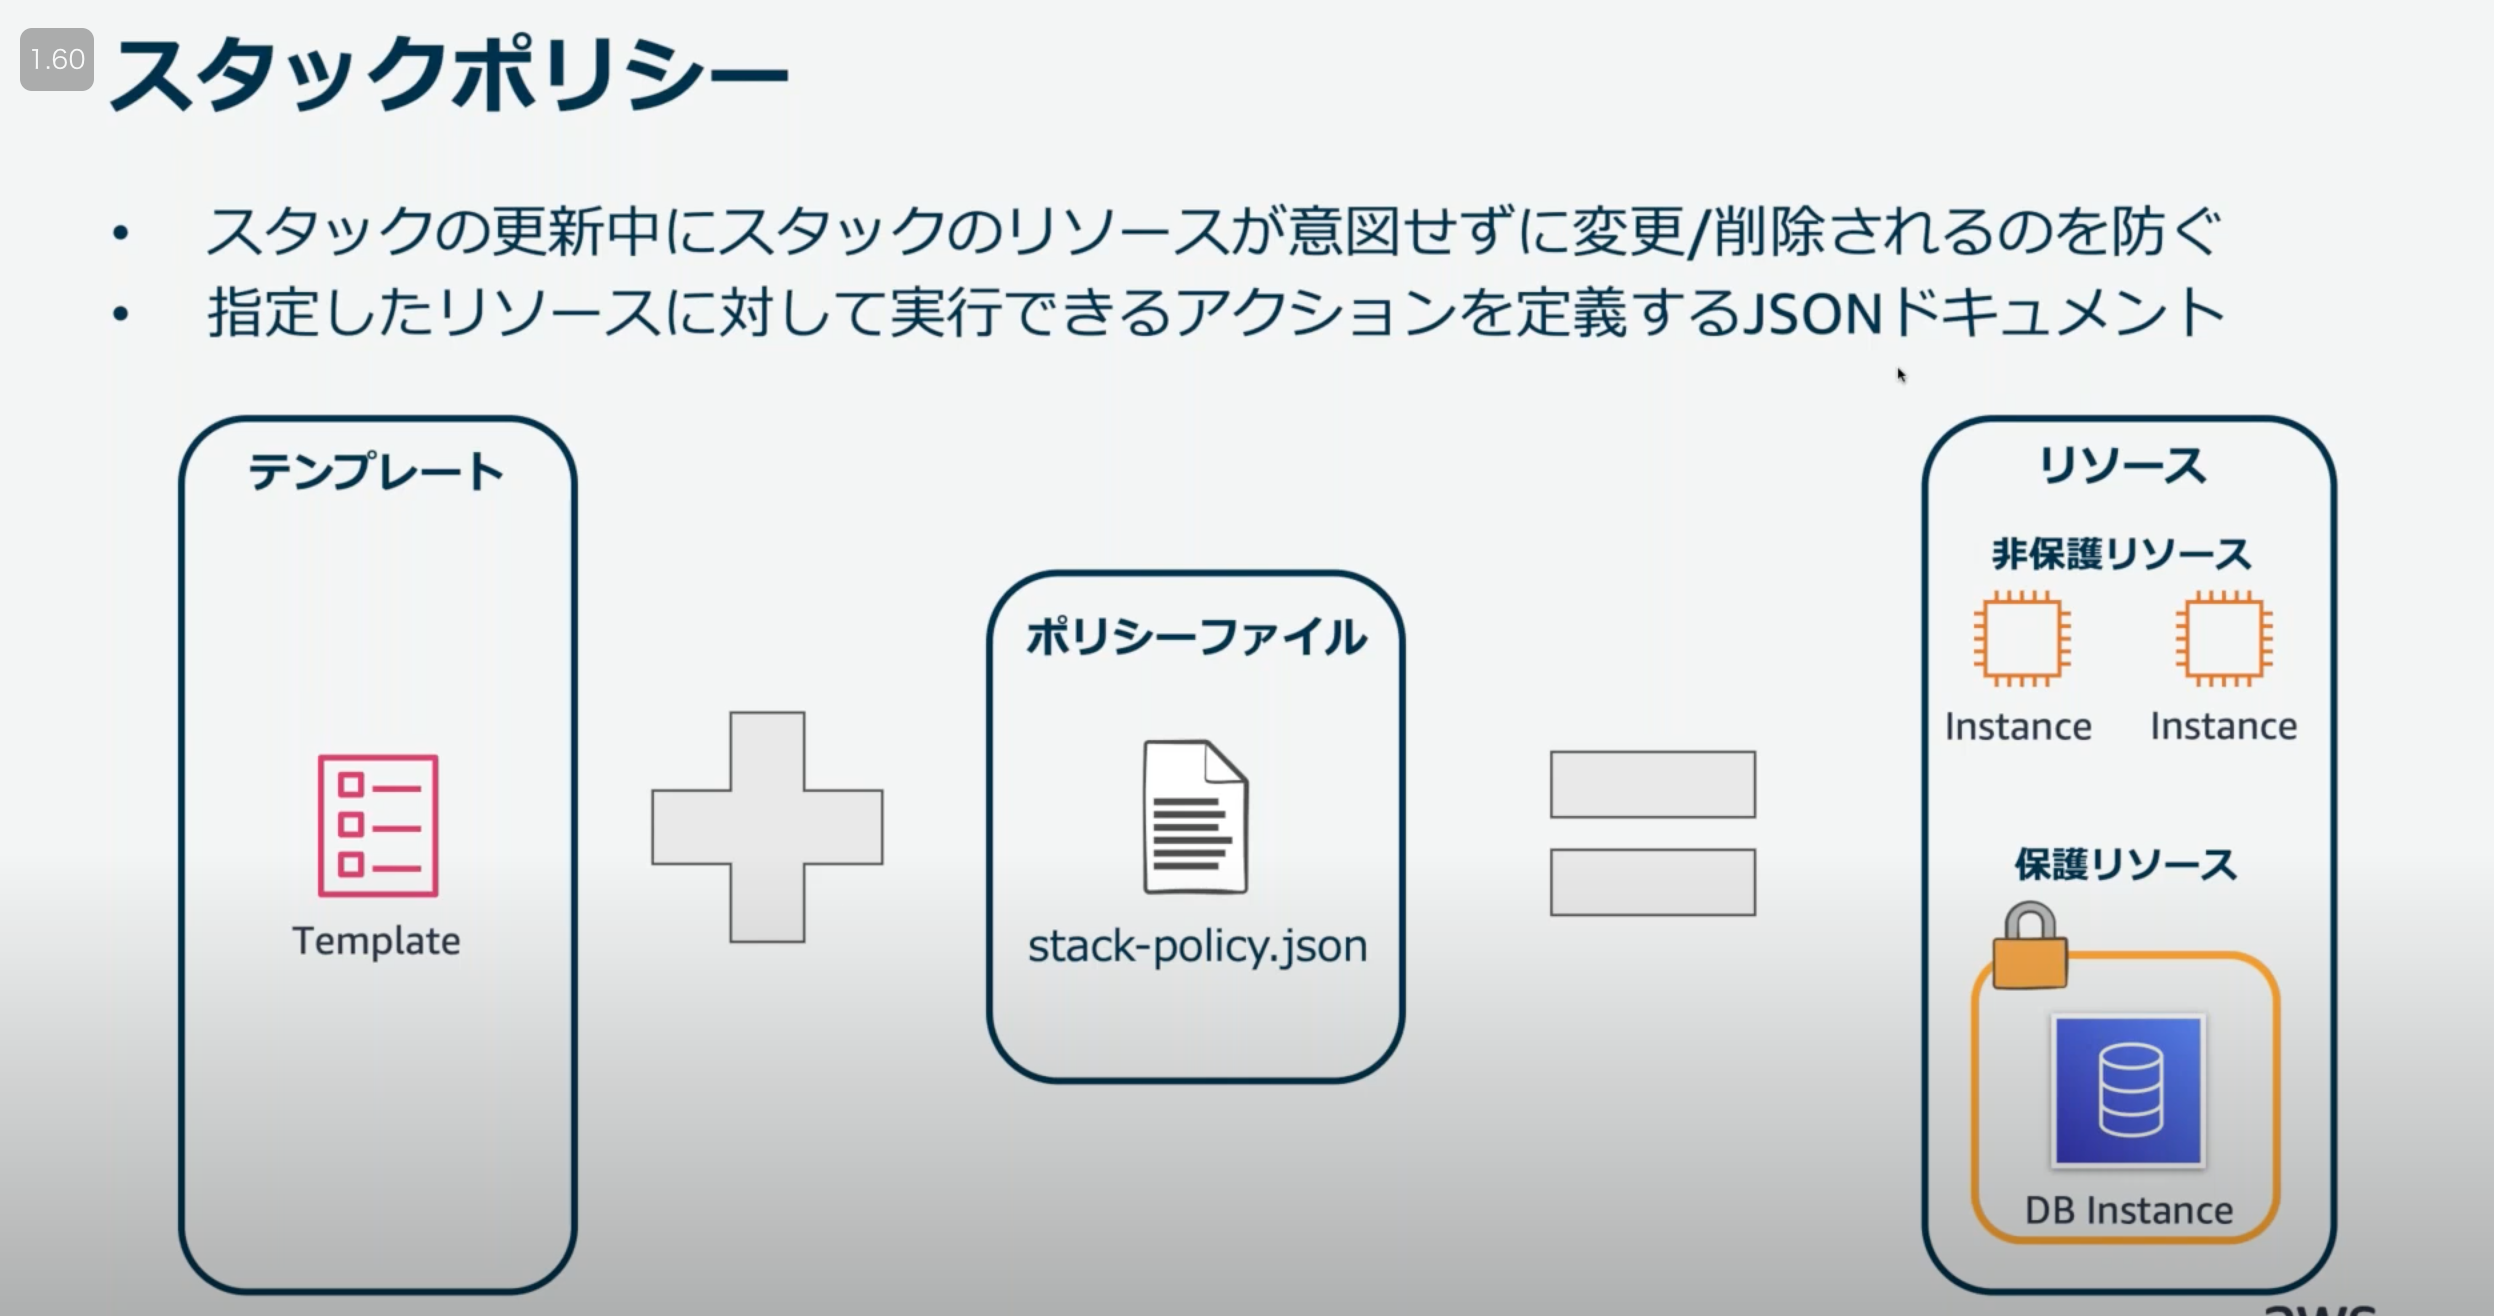 1.60
スタックポリシー
• スタックの更新中にスタックのリソースが意図せずに変更/削除されるのを防ぐ
• 指定したリソースに対して実行できるアクションを定義するJSONドキュメント
テンプレート
Template
ポリシーファイル
stack-policy.json
リソース
非保護リソース
Instance
Instance
保護リソース
DB Instance
aws